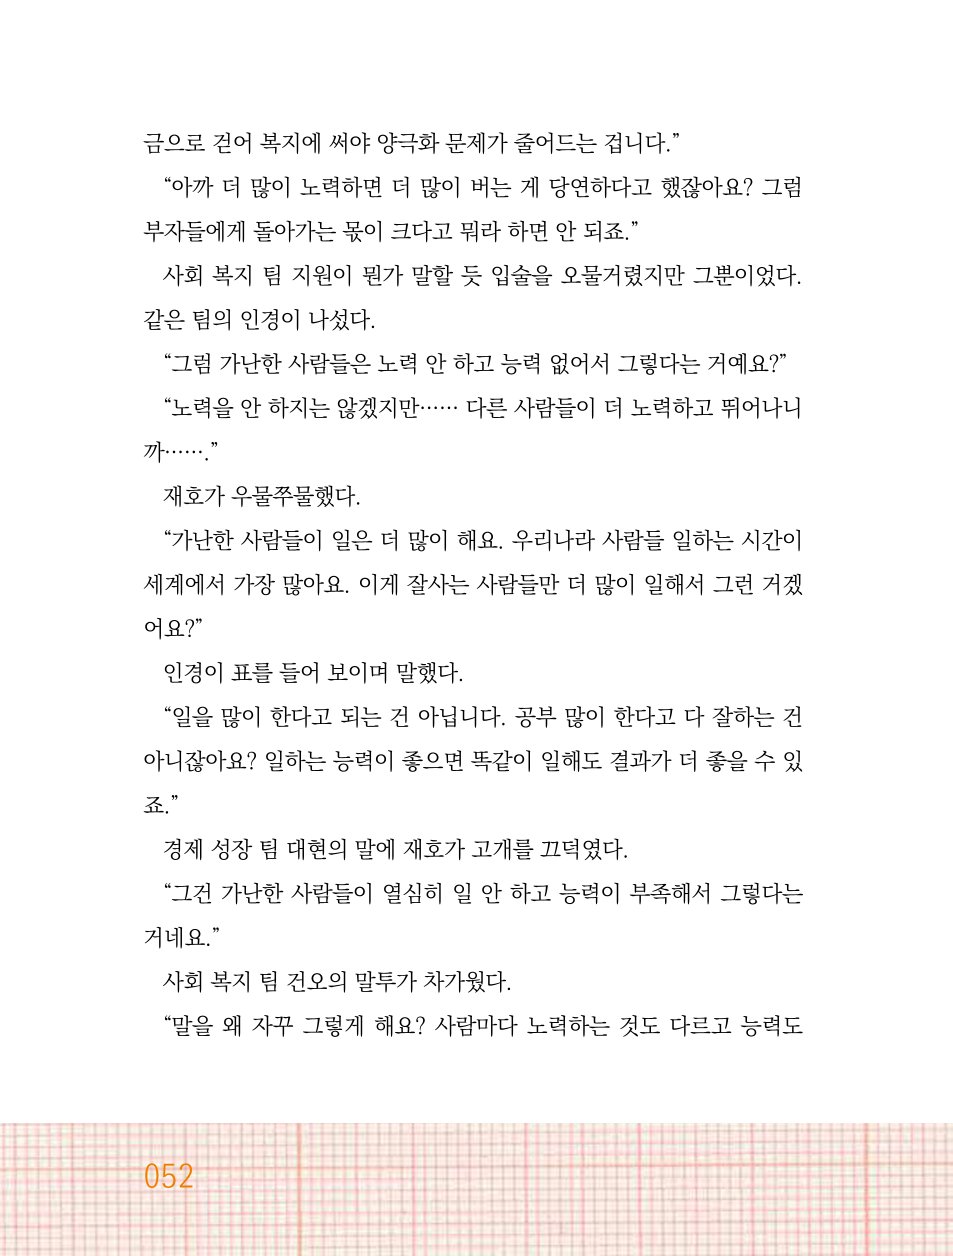 금으로 걷어 복지에 써야 양극화 문제가 줄어드는 겁니다.”
“아까 더 많이 노력하면 더 많이 버는 게 당연하다고 했잖아요? 그럼
부자들에게 돌아가는 몫이 크다고 뭐라 하면 안 되죠.”
사회 복지 팀 지원이 뭔가 말할 듯 입술을 오물거렸지만 그뿐이었다.
같은 팀의 인경이 나섰다.
“그럼 가난한 사람들은 노력 안 하고 능력 없어서 그렇다는 거예요?”
“노력을 안 하지는 않겠지만…… 다른 사람들이 더 노력하고 뛰어나니
까…….”
재호가 우물쭈물했다.
“가난한 사람들이 일은 더 많이 해요. 우리나라 사람들 일하는 시간이
세계에서 가장 많아요. 이게 잘사는 사람들만 더 많이 일해서 그런 거겠
어요?”
인경이 표를 들어 보이며 말했다.
“일을 많이 한다고 되는 건 아닙니다. 공부 많이 한다고 다 잘하는 건
아니잖아요? 일하는 능력이 좋으면 똑같이 일해도 결과가 더 좋을 수 있
죠.”
경제 성장 팀 대현의 말에 재호가 고개를 끄덕였다.
“그건 가난한 사람들이 열심히 일 안 하고 능력이 부족해서 그렇다는
거네요.”
사회 복지 팀 건오의 말투가 차가웠다.
“말을 왜 자꾸 그렇게 해요? 사람마다 노력하는 것도 다르고 능력도
052